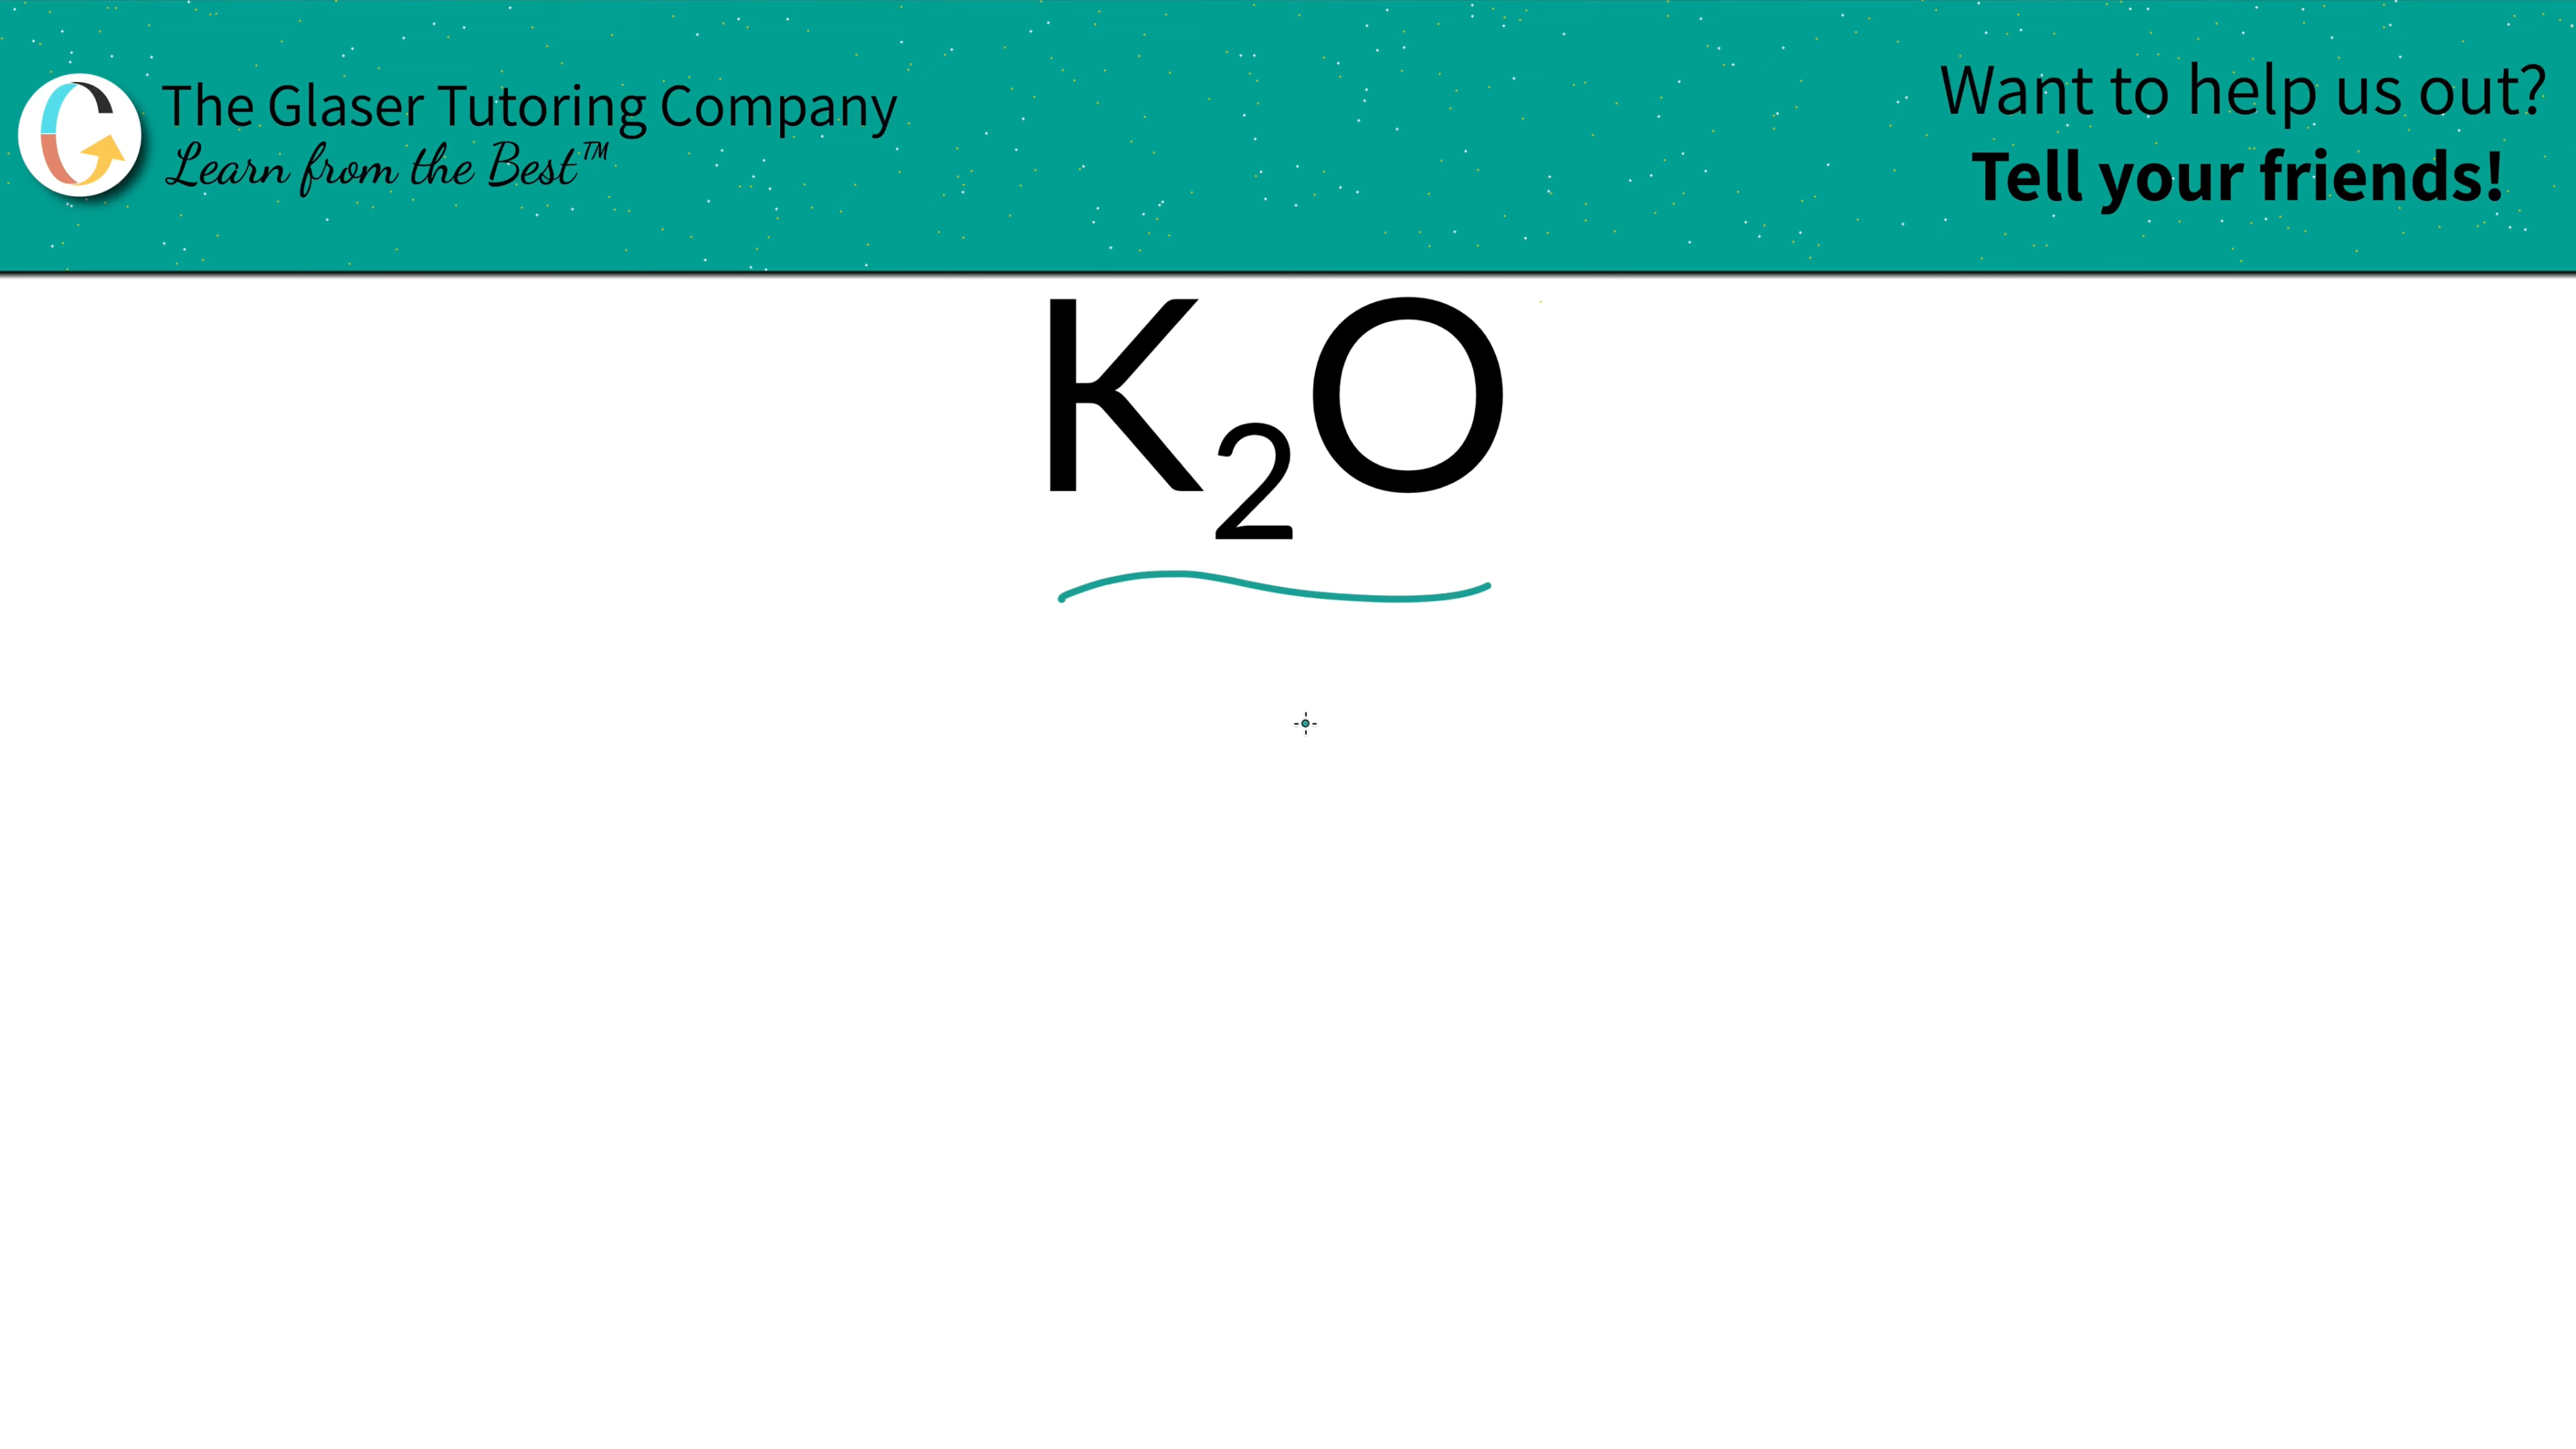 The Glaser Tutoring Company
Learn from the Best™
Want to help us out?
Tell your friends!
K₂O